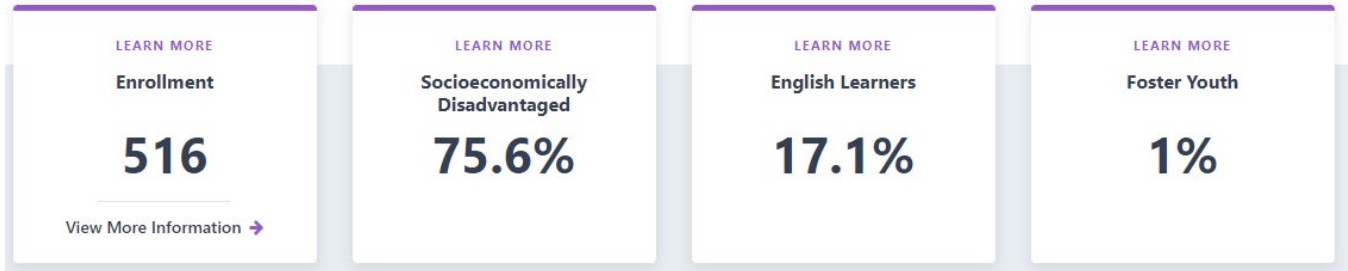 LEARN MORE
Enrollment
516
View More Information
LEARN MORE
Socioeconomically
Disadvantaged
75.6%
LEARN MORE
English Learners
17.1%
LEARN MORE
Foster Youth
1%